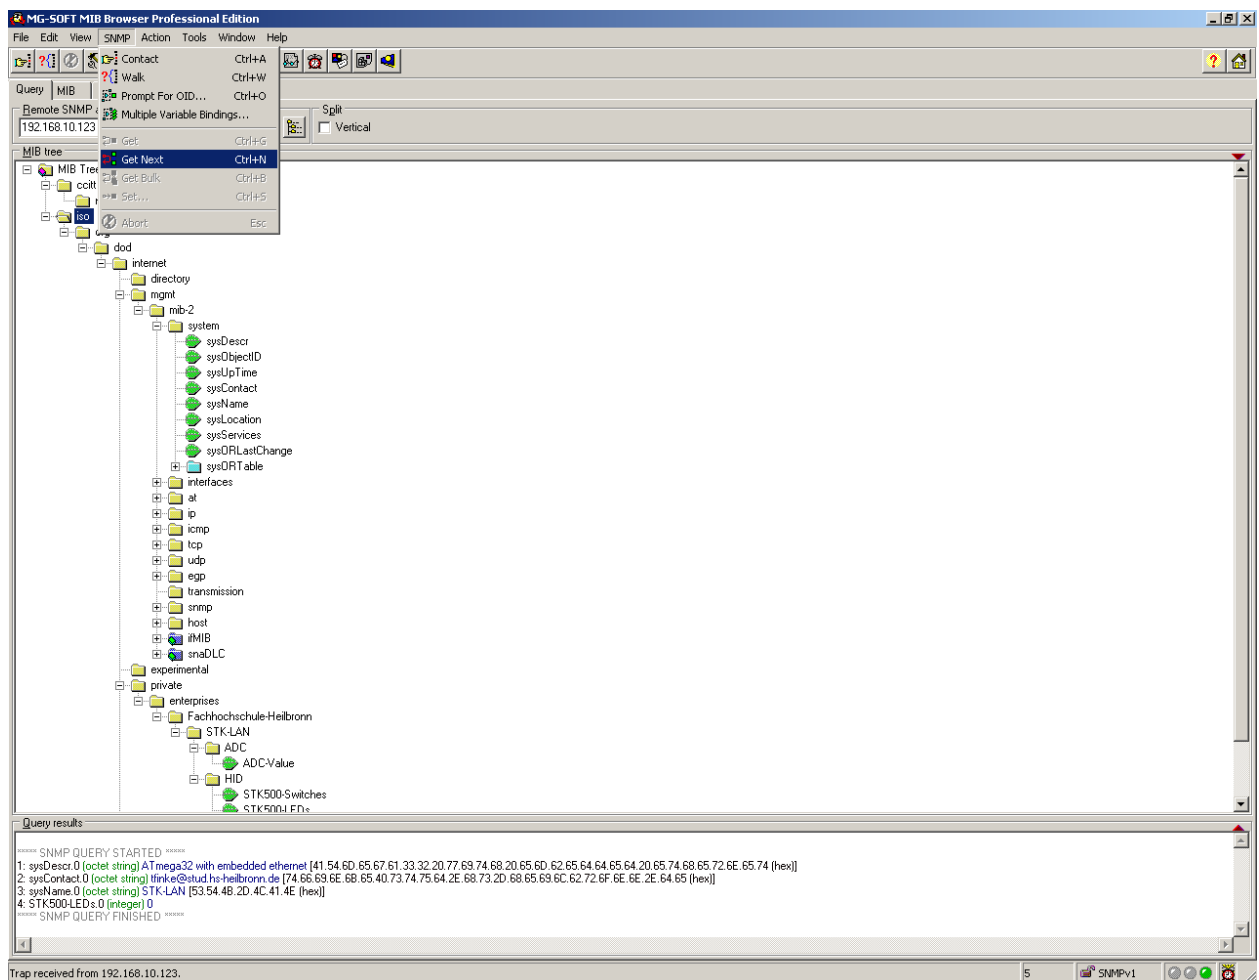 MG-SOFT MIB Browser Professional Edition
File Edit View SNMP Action Tools Window Help
Contact Ctrl+A
Walk Ctrl+W
Prompt For OID... Ctrl+O
Multiple Variable Bindings...
Get Ctrl+G
Get Next Ctrl+N
Get Bulk Ctrl+B
Set... Ctrl+S
Abort Esc
Query MIB
Remote SNMP
192.168.10.123
Split
Vertical
MIB tree
MIB Tree
ccitt
iso
dod
internet
directory
mgmt
mib-2
system
sysDescr
sysObjectID
sysUpTime
sysContact
sysName
sysLocation
sysServices
sysORLastChange
sysORTable
interfaces
at
ip
icmp
tcp
udp
egp
transmission
snmp
host
ifMIB
snaDLC
experimental
private
enterprises
Fachhochschule-Heilbronn
STK-LAN
ADC
ADC-Value
HID
STK500-Switches
STK500-LEDs
Query results
***** SNMP QUERY STARTED *****
1: sysDescr.0 (octet string) ATmega32 with embedded ethernet [41.54.6D.65.67.61.33.32.20.77.69.74.68.20.65.6D.62.65.64.64.65.64.20.65.74.68.65.72.6E.65.74 (hex)]
2: sysContact.0 (octet string) tfinke@stud.hs-heilbronn.de [74.66.69.6E.6B.65.40.73.74.75.64.2E.68.73.2D.68.65.69.6C.62.72.6F.6E.6E.2E.64.65 (hex)]
3: sysName.0 (octet string) STK-LAN [53.54.4B.2D.4C.41.4E (hex)]
4: STK500-LEDs.0 (integer) 0
***** SNMP QUERY FINISHED *****
Trap received from 192.168.10.123.
5 SNMPv1